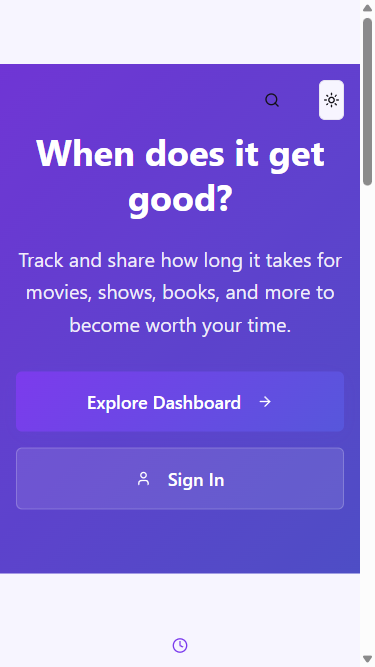 When does it get
good?
Track and share how long it takes for
movies, shows, books, and more to
become worth your time.
Explore Dashboard
Sign In